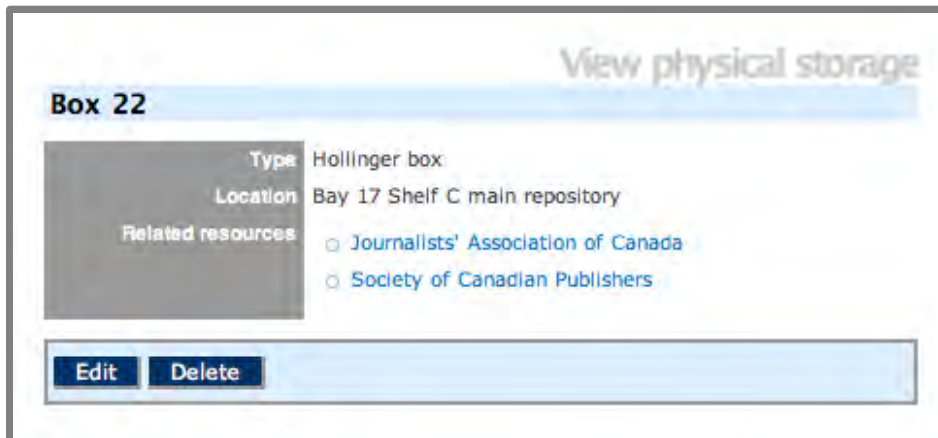 View physical storage
Box 22
Type Hollinger box
Location Bay 17 Shelf C main repository
Related resources
Journalists' Association of Canada
Society of Canadian Publishers
Edit Delete